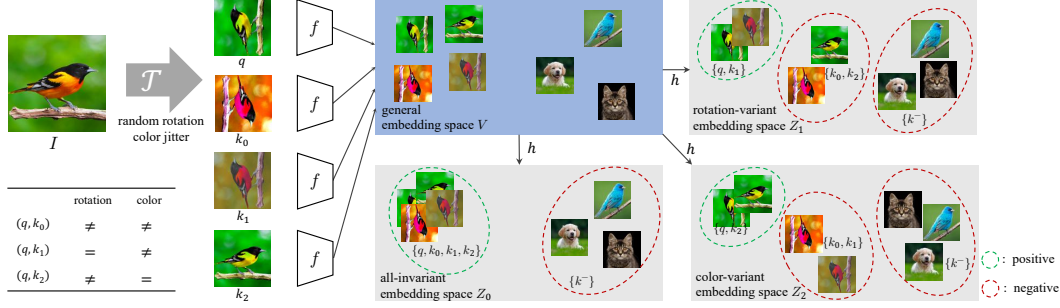 I
𝒯
random rotation
color jitter
rotation color
(q, k₀) ≠ ≠
(q, k₁) = ≠
(q, k₂) ≠ =
q
k₀
k₁
k₂
f
f
f
f
general
embedding space V
h
h
h
{q, k₁}
{k₀, k₂}
{k⁻}
rotation-variant
embedding space Z₁
{q, k₀, k₁, k₂}
{k⁻}
all-invariant
embedding space Z₀
{q, k₂}
{k₀, k₁}
{k⁻}
color-variant
embedding space Z₂
: positive
: negative